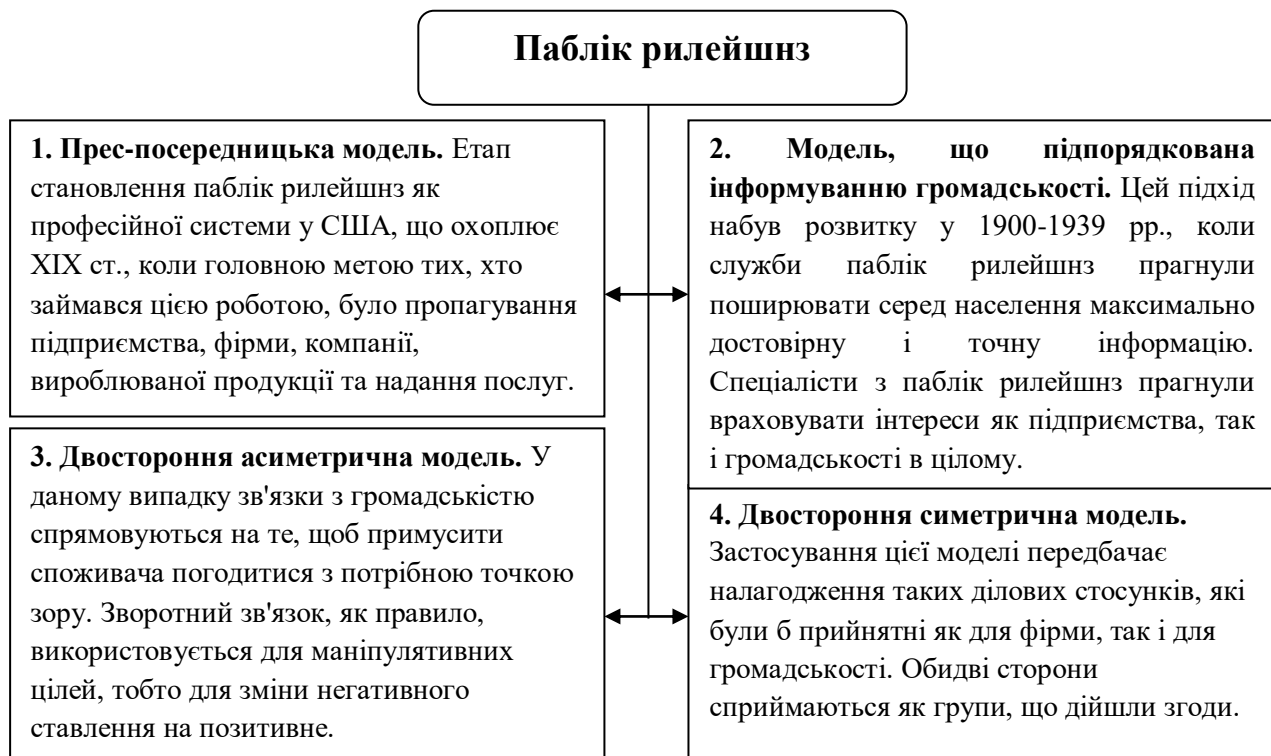 Паблік рилейшнз
1. Прес-посередницька модель. Етап
становлення паблік рилейшнз як
професійної системи у США, що охоплює
XIX ст., коли головною метою тих, хто
займався цією роботою, було пропагування
підприємства, фірми, компанії,
вироблюваної продукції та надання послуг.
2. Модель, що підпорядкована
інформуванню громадськості. Цей підхід
набув розвитку у 1900-1939 рр., коли
служби паблік рилейшнз прагнули
поширювати серед населення максимально
достовірну і точну інформацію.
Спеціалісти з паблік рилейшнз прагнули
враховувати інтереси як підприємства, так
і громадськості в цілому.
3. Двостороння асиметрична модель. У
даному випадку зв'язки з громадськістю
спрямовуються на те, щоб примусити
споживача погодитися з потрібною точкою
зору. Зворотний зв'язок, як правило,
використовується для маніпулятивних
цілей, тобто для зміни негативного
ставлення на позитивне.
4. Двостороння симетрична модель.
Застосування цієї моделі передбачає
налагодження таких ділових стосунків, які
були б прийнятні як для фірми, так і для
громадськості. Обидві сторони
сприймаються як групи, що дійшли згоди.